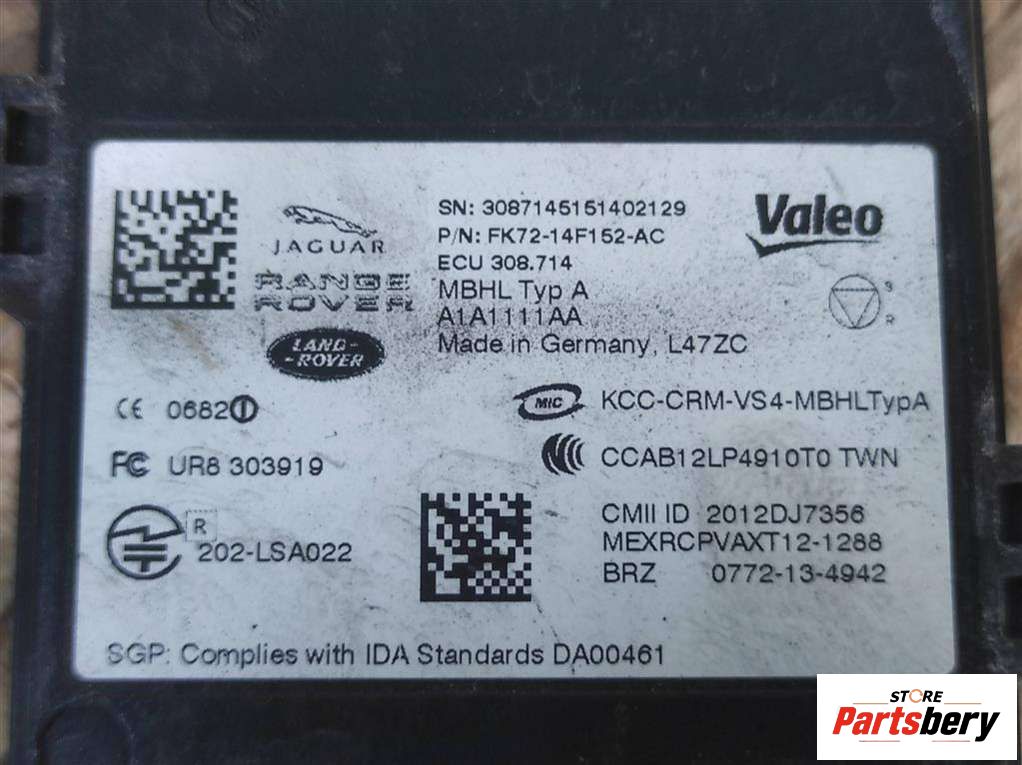 SN: 3087145151402129
P/N: FK72-14F152-AC
ECU 308.714
MBHL Typ A
A1A1111AA
Made in Germany, L47ZC
JAGUAR
RANGE
ROVER
LAND-
-ROVER
Valeo
S
R
CE 0682
MIC KCC-CRM-VS4-MBHLTypA
FC UR8 303919
CCAB12LP4910T0 TWN
R
202-LSA022
CMII ID 2012DJ7356
MEXRCPVAXT12-1288
BRZ 0772-13-4942
SGP: Complies with IDA Standards DA00461
STORE
Partsbery